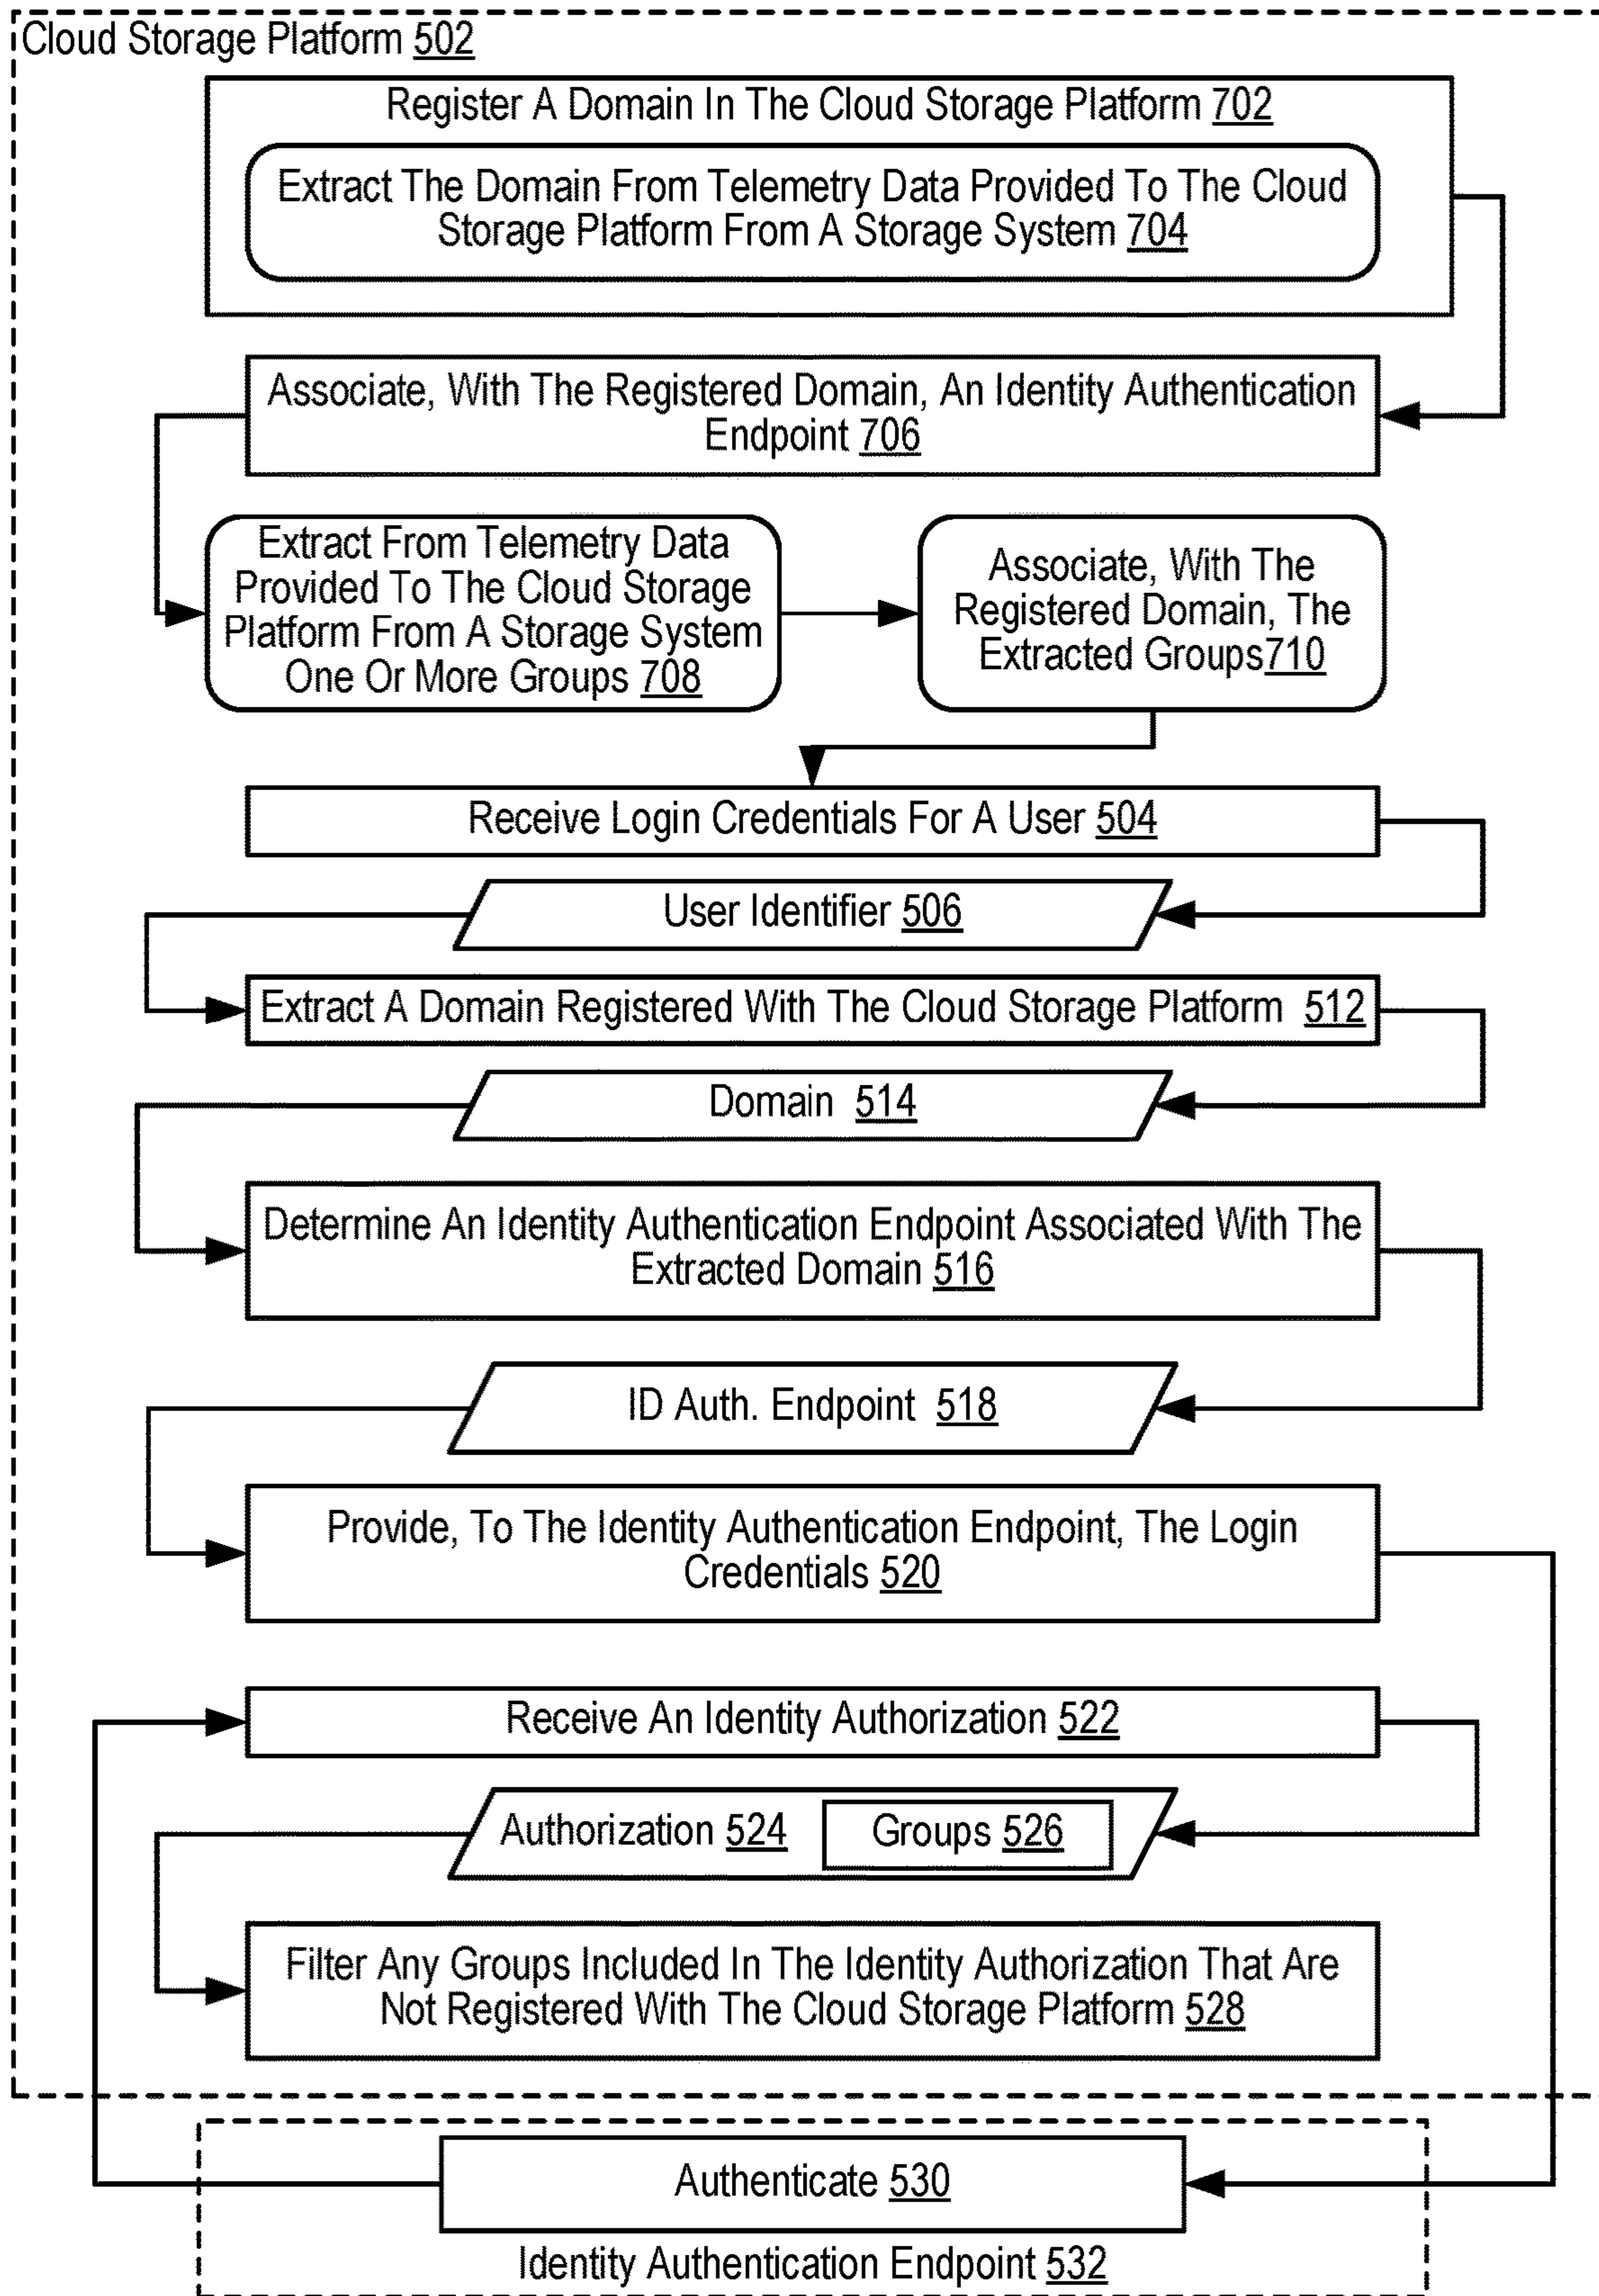 Cloud Storage Platform 502
Register A Domain In The Cloud Storage Platform 702
Extract The Domain From Telemetry Data Provided To The Cloud
Storage Platform From A Storage System 704
Associate, With The Registered Domain, An Identity Authentication
Endpoint 706
Extract From Telemetry Data
Provided To The Cloud Storage
Platform From A Storage System
One Or More Groups 708
Associate, With The
Registered Domain, The
Extracted Groups710
Receive Login Credentials For A User 504
User Identifier 506
Extract A Domain Registered With The Cloud Storage Platform 512
Domain 514
Determine An Identity Authentication Endpoint Associated With The
Extracted Domain 516
ID Auth. Endpoint 518
Provide, To The Identity Authentication Endpoint, The Login
Credentials 520
Receive An Identity Authorization 522
Authorization 524 Groups 526
Filter Any Groups Included In The Identity Authorization That Are
Not Registered With The Cloud Storage Platform 528
Authenticate 530
Identity Authentication Endpoint 532